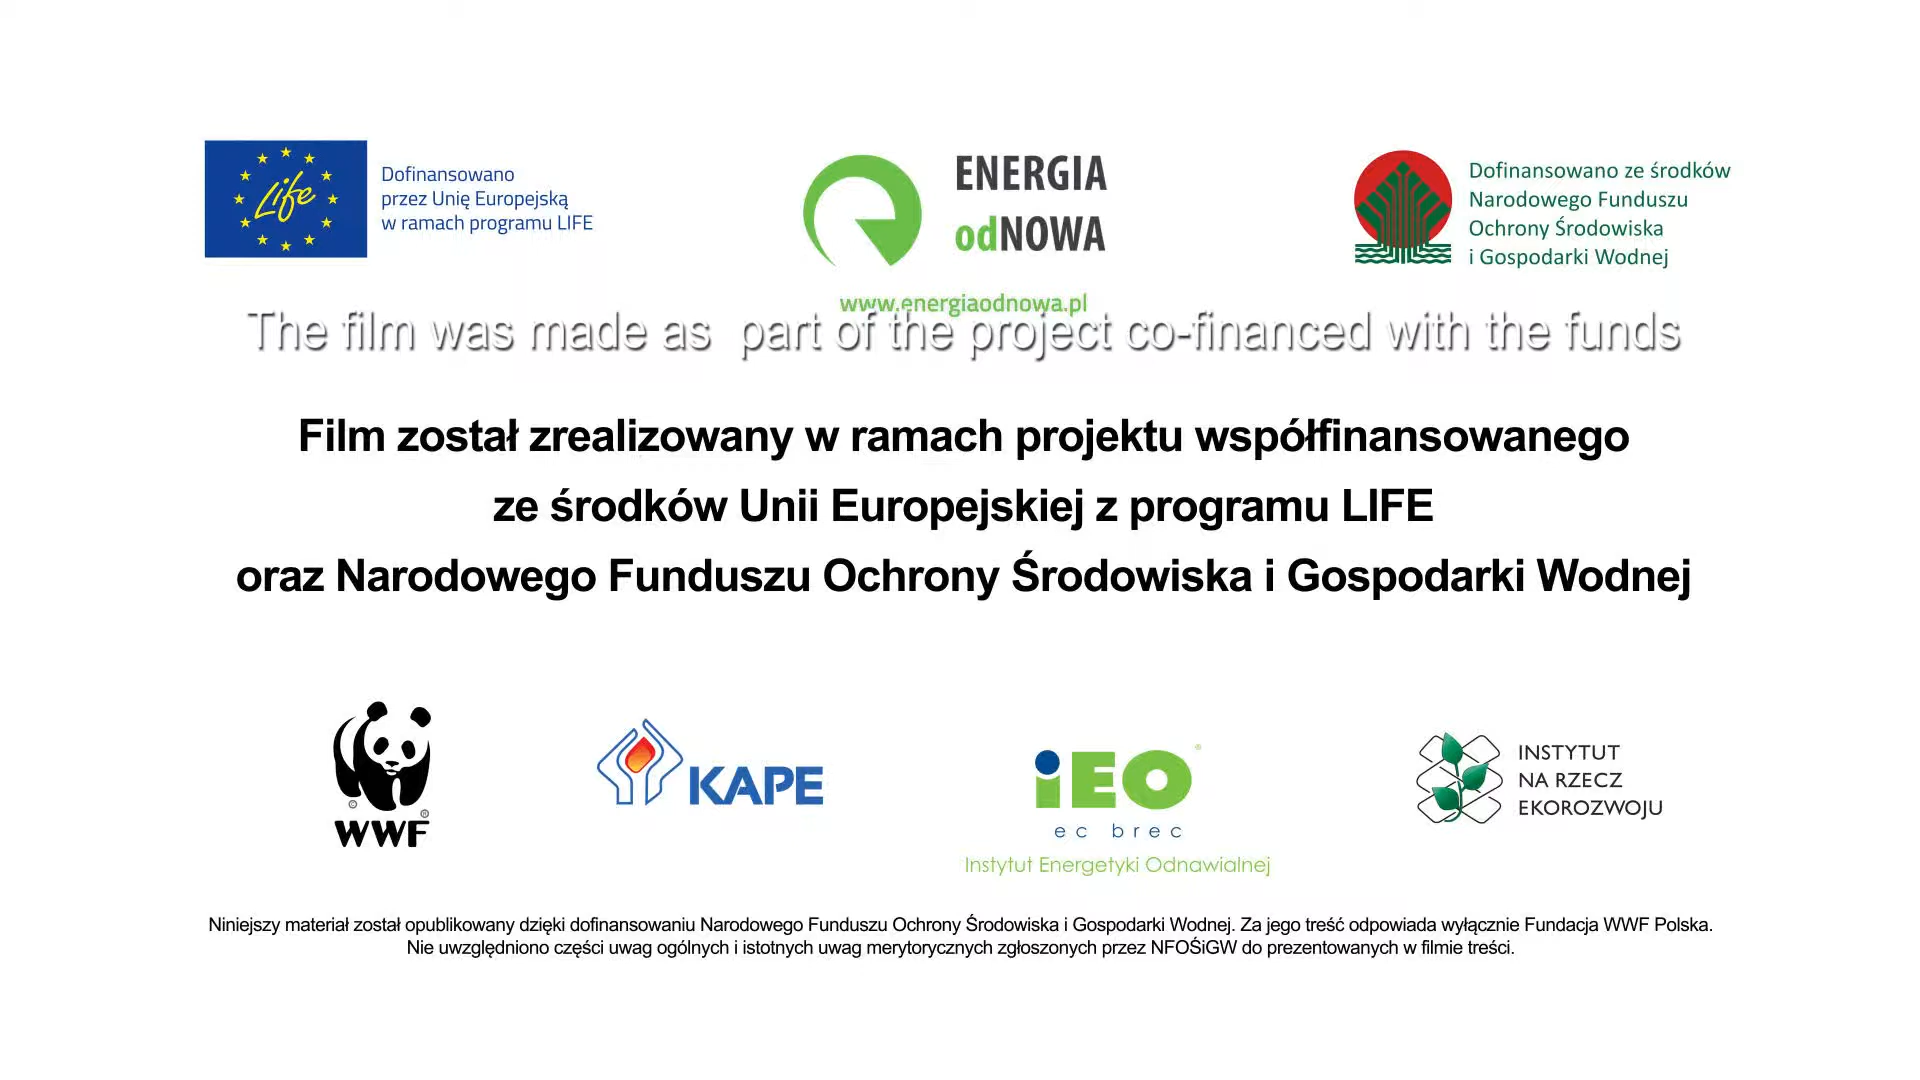 Life
Dofinansowano
przez Unię Europejską
w ramach programu LIFE
ENERGIA
odNOWA
www.energiaodnowa.pl
Dofinansowano ze środków
Narodowego Funduszu
Ochrony Środowiska
i Gospodarki Wodnej
The film was made as  part of the project co-financed with the funds
Film został zrealizowany w ramach projektu współfinansowanego
ze środków Unii Europejskiej z programu LIFE
oraz Narodowego Funduszu Ochrony Środowiska i Gospodarki Wodnej
©
®
WWF
KAPE
iEO®
ec brec
Instytut Energetyki Odnawialnej
INSTYTUT
NA RZECZ
EKOROZWOJU
Niniejszy materiał został opublikowany dzięki dofinansowaniu Narodowego Funduszu Ochrony Środowiska i Gospodarki Wodnej. Za jego treść odpowiada wyłącznie Fundacja WWF Polska.
Nie uwzględniono części uwag ogólnych i istotnych uwag merytorycznych zgłoszonych przez NFOŚiGW do prezentowanych w filmie treści.